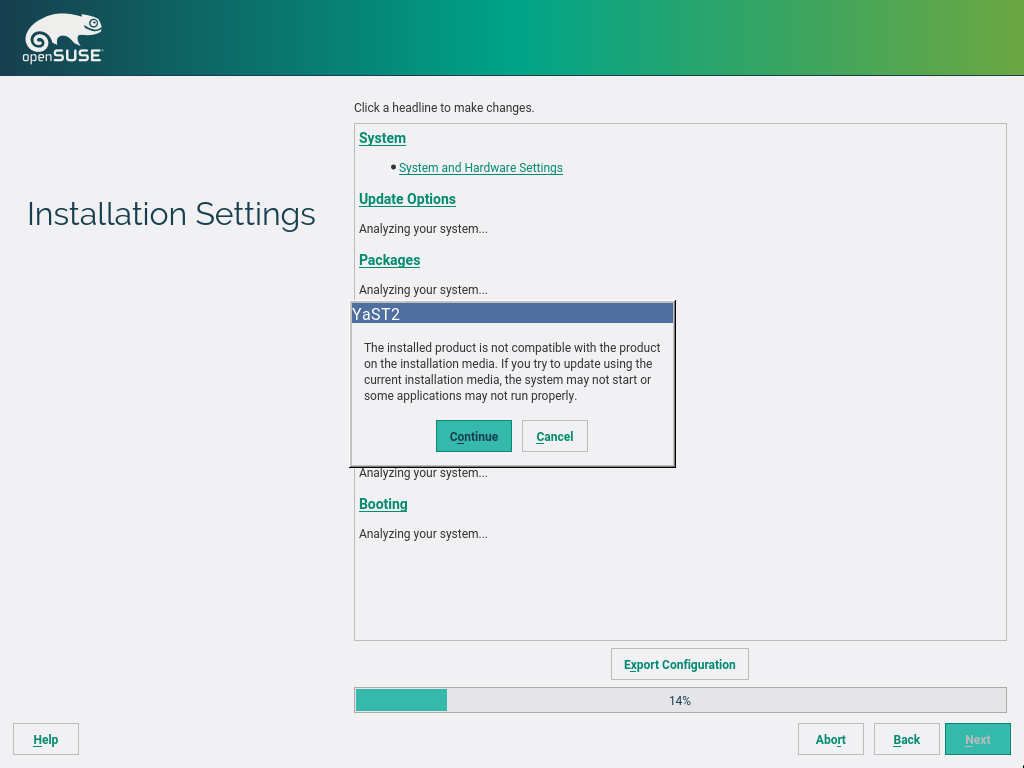 openSUSE
Click a headline to make changes.
System
• System and Hardware Settings
Installation Settings
Update Options
Analyzing your system...
Packages
Analyzing your system...
YaST2
The installed product is not compatible with the product
on the installation media. If you try to update using the
current installation media, the system may not start or
some applications may not run properly.
Continue Cancel
Analyzing your system...
Booting
Analyzing your system...
Export Configuration
14%
Help Abort Back Next